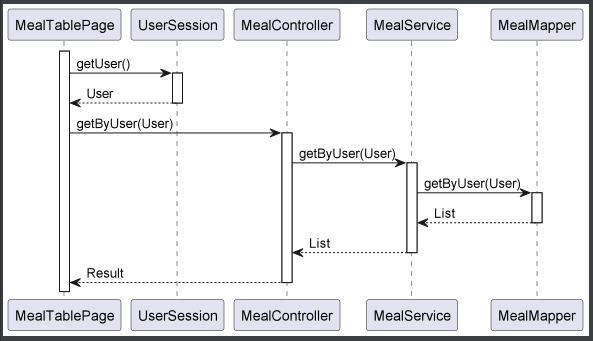 MealTablePage UserSession MealController MealService MealMapper
getUser()
User
getByUser(User)
getByUser(User)
getByUser(User)
List
List
Result
MealTablePage UserSession MealController MealService MealMapper